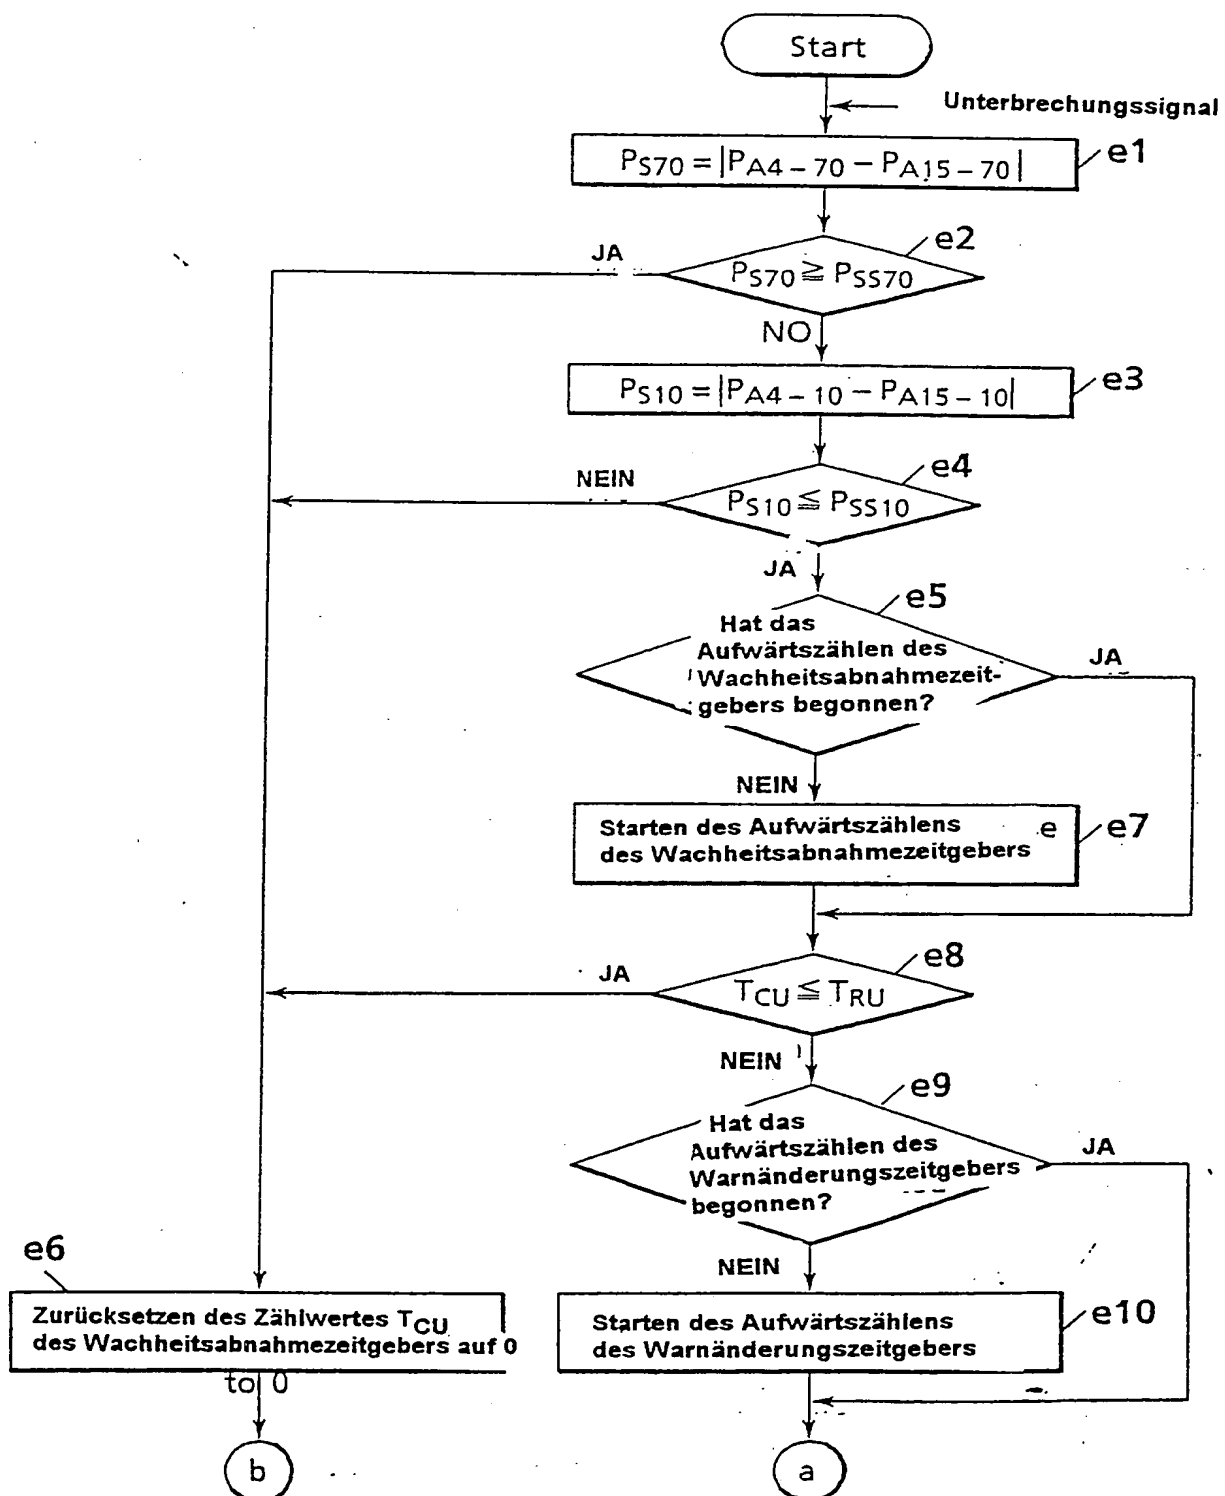 Start
Unterbrechungssignal
PS70 = |PA4 – 70 – PA15 – 70|
e1
e2
JA
PS70 ≧ PSS70
NO
PS10 = |PA4 – 10 – PA15 – 10|
e3
e4
NEIN
PS10 ≦ PSS10
JA
e5
Hat das
Aufwärtszählen des
Wachheitsabnahmezeit-
gebers begonnen?
JA
NEIN
Starten des Aufwärtszählens e
des Wachheitsabnahmezeitgebers
e7
e8
JA
TCU ≦ TRU
NEIN
e9
Hat das
Aufwärtszählen des
Warnänderungszeitgebers
begonnen?
JA
e6
NEIN
Zurücksetzen des Zählwertes TCU
des Wachheitsabnahmezeitgebers auf 0
to 0
Starten des Aufwärtszählens
des Warnänderungszeitgebers
e10
b
a